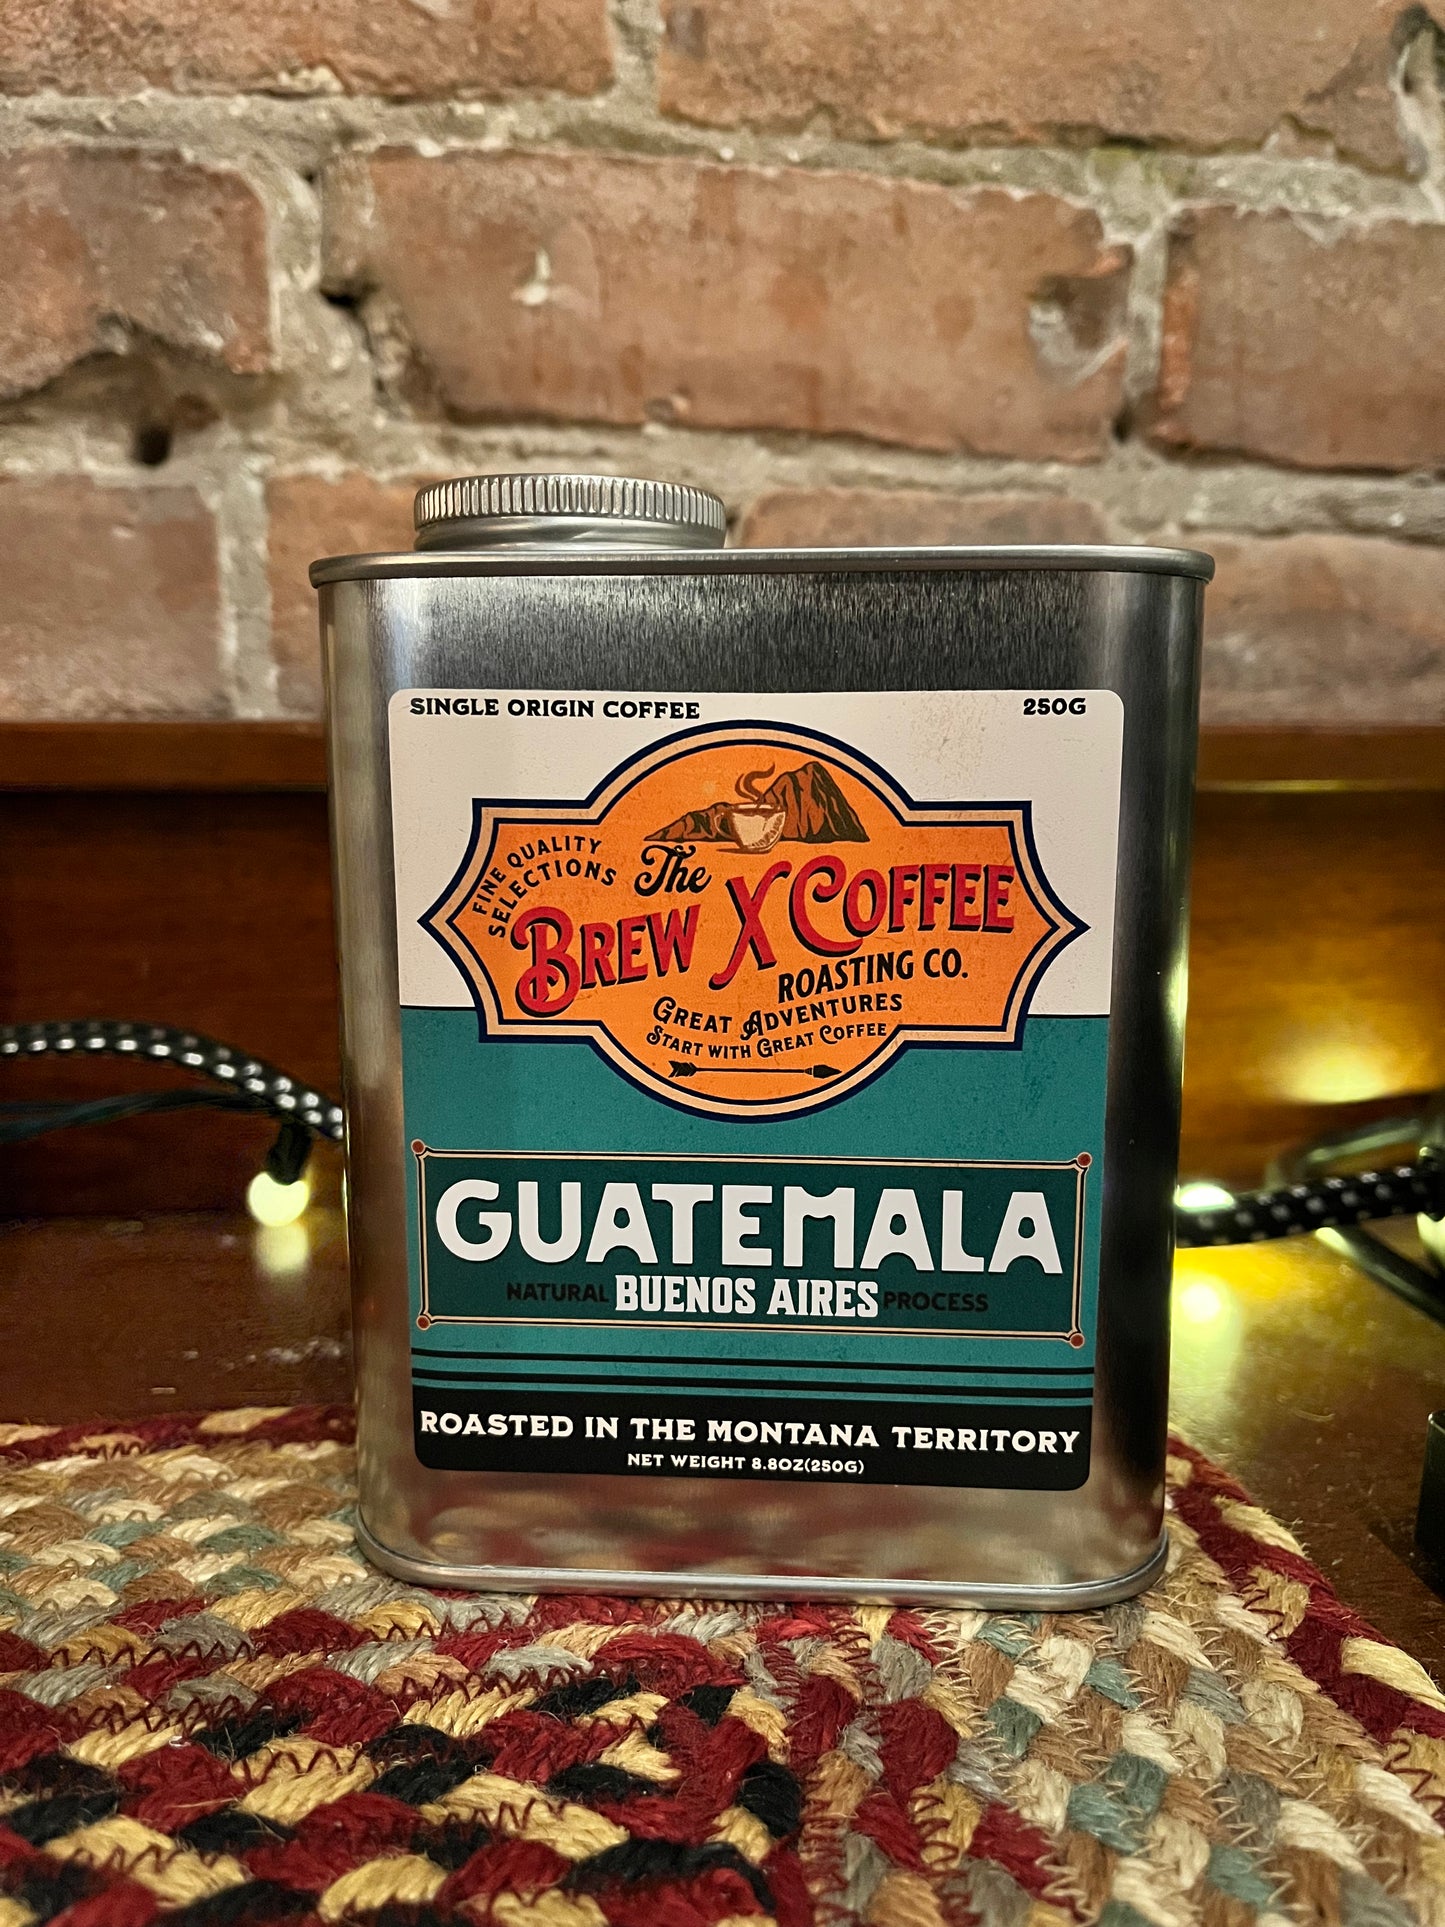 SINGLE ORIGIN COFFEE 250G
FINE QUALITY
SELECTIONS
The
BREW X COFFEE
ROASTING CO.
GREAT ADVENTURES
START WITH GREAT COFFEE
GUATEMALA
NATURAL BUENOS AIRES PROCESS
ROASTED IN THE MONTANA TERRITORY
NET WEIGHT 8.8OZ(250G)